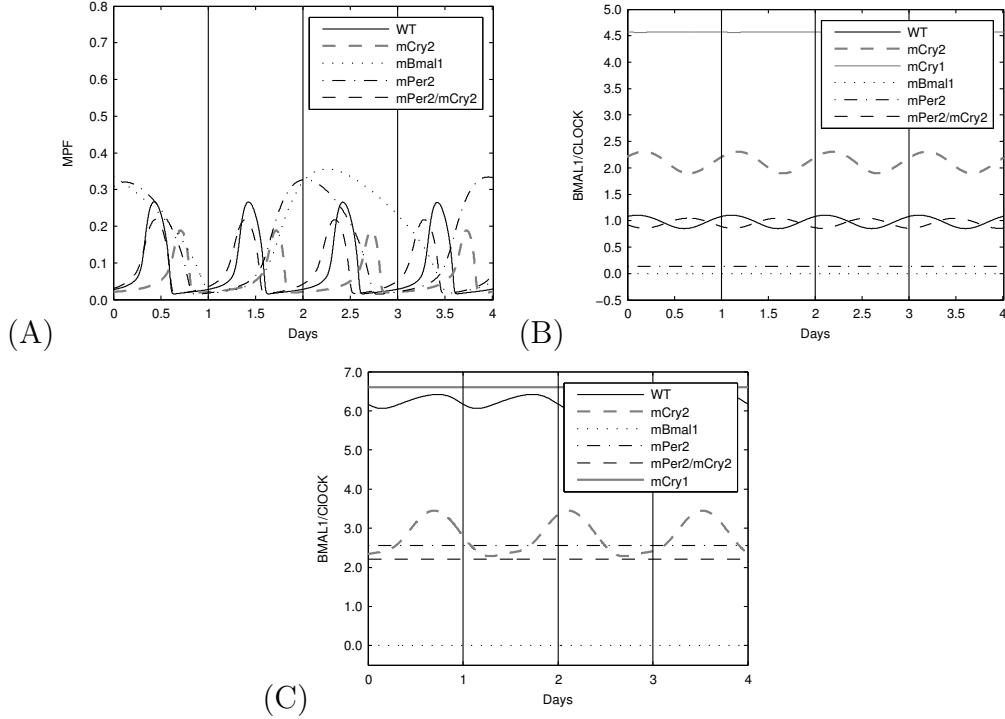 0.8
0.7
0.6
0.5
0.4
0.3
0.2
0.1
0.0
MPF
0 0.5 1 1.5 2 2.5 3 3.5 4
Days
WT
mCry2
mBmal1
mPer2
mPer2/mCry2
(A)
5.0
4.5
4.0
3.5
3.0
2.5
2.0
1.5
1.0
0.5
0.0
−0.5
BMAL1/CLOCK
0 0.5 1 1.5 2 2.5 3 3.5 4
Days
WT
mCry2
mCry1
mBmal1
mPer2
mPer2/mCry2
(B)
7.0
6.0
5.0
4.0
3.0
2.0
1.0
0.0
BMAL1/ClOCK
0 1 2 3 4
Days
WT
mCry2
mBmal1
mPer2
mPer2/mCry2
mCry1
(C)